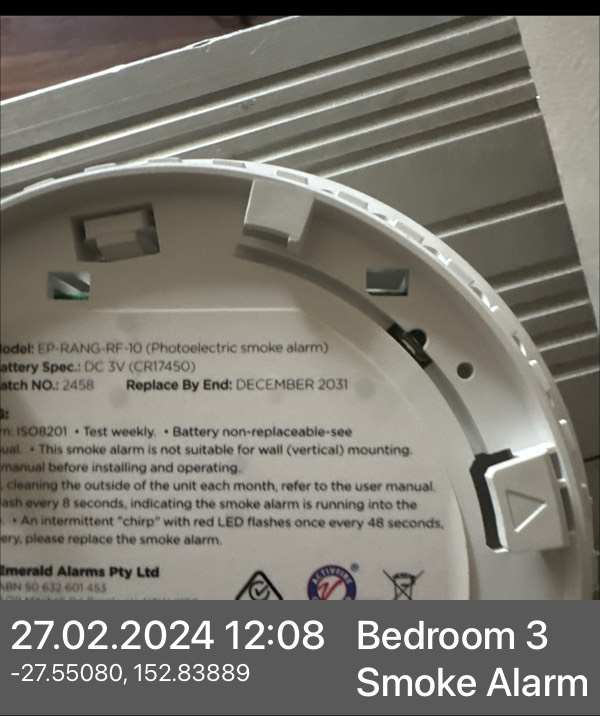 odel: EP-RANG-RF-10 (Photoelectric smoke alarm)
attery Spec.: DC 3V (CR17450)
atch NO.: 2458 Replace By End: DECEMBER 2031
s:
n: ISO8201 • Test weekly. • Battery non-replaceable-see
ual. • This smoke alarm is not suitable for wall (vertical) mounting.
manual before installing and operating.
cleaning the outside of the unit each month, refer to the user manual.
ash every 8 seconds, indicating the smoke alarm is running into the
• An intermittent "chirp" with red LED flashes once every 48 seconds,
ery, please replace the smoke alarm.
Emerald Alarms Pty Ltd
ABN 50 632 601 453
ACTIVFIRE ®
27.02.2024 12:08
-27.55080, 152.83889
Bedroom 3
Smoke Alarm